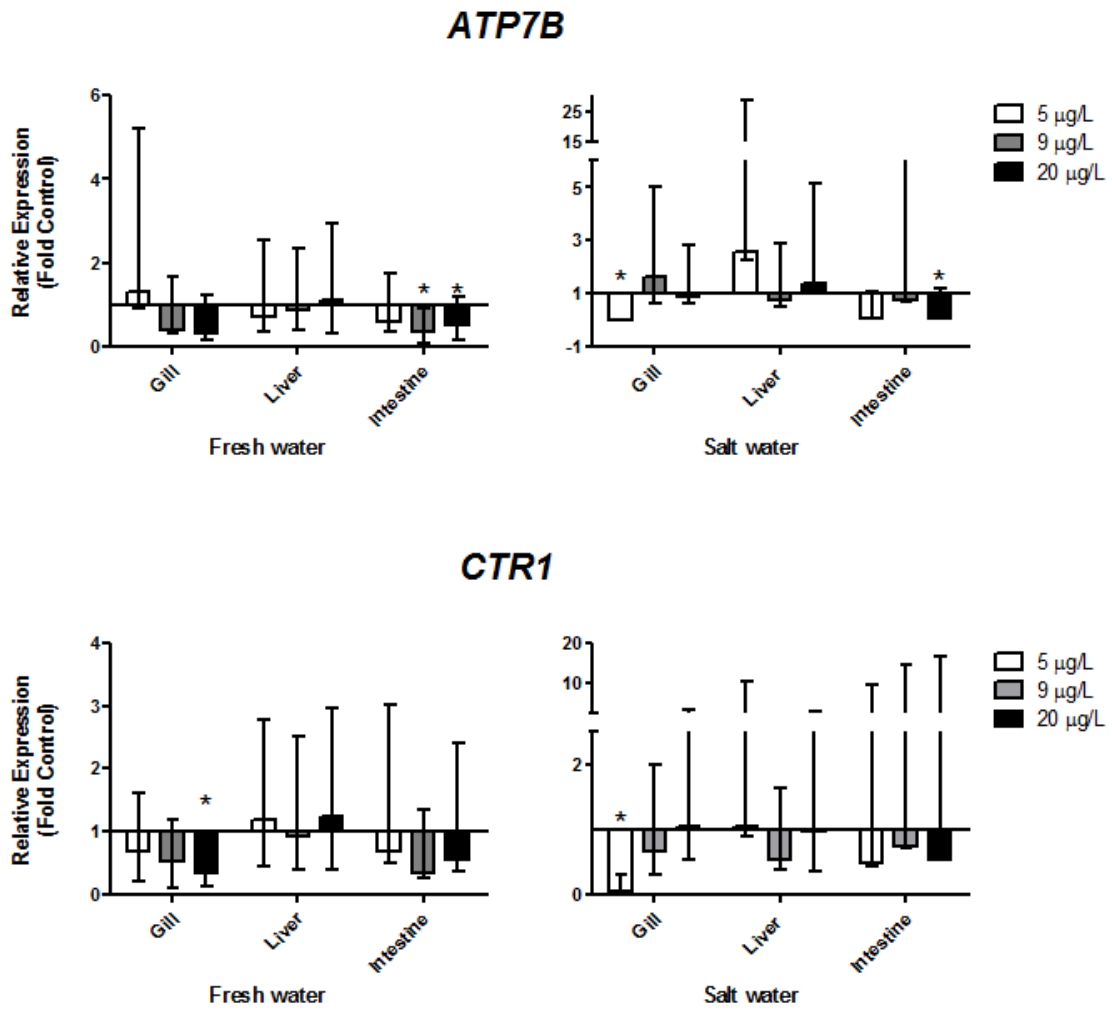 ATP7B
Relative Expression
(Fold Control)
6
4
2
0
Gill
Liver
Intestine
Fresh water
*
*
25
15
5
3
1
-1
*
*
Gill
Liver
Intestine
Salt water
5 µg/L
9 µg/L
20 µg/L
CTR1
Relative Expression
(Fold Control)
4
3
2
1
0
*
Gill
Liver
Intestine
Fresh water
20
10
2
0
*
Gill
Liver
Intestine
Salt water
5 µg/L
9 µg/L
20 µg/L